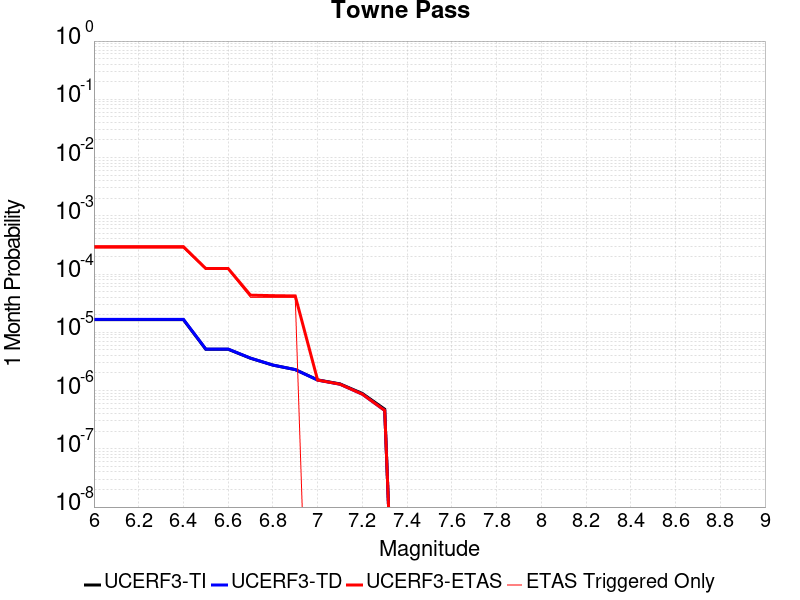 Towne Pass
1 Month Probability
10^0
10^-1
10^-2
10^-3
10^-4
10^-5
10^-6
10^-7
10^-8
6 6.2 6.4 6.6 6.8 7 7.2 7.4 7.6 7.8 8 8.2 8.4 8.6 8.8 9
Magnitude
UCERF3-TI UCERF3-TD UCERF3-ETAS ETAS Triggered Only